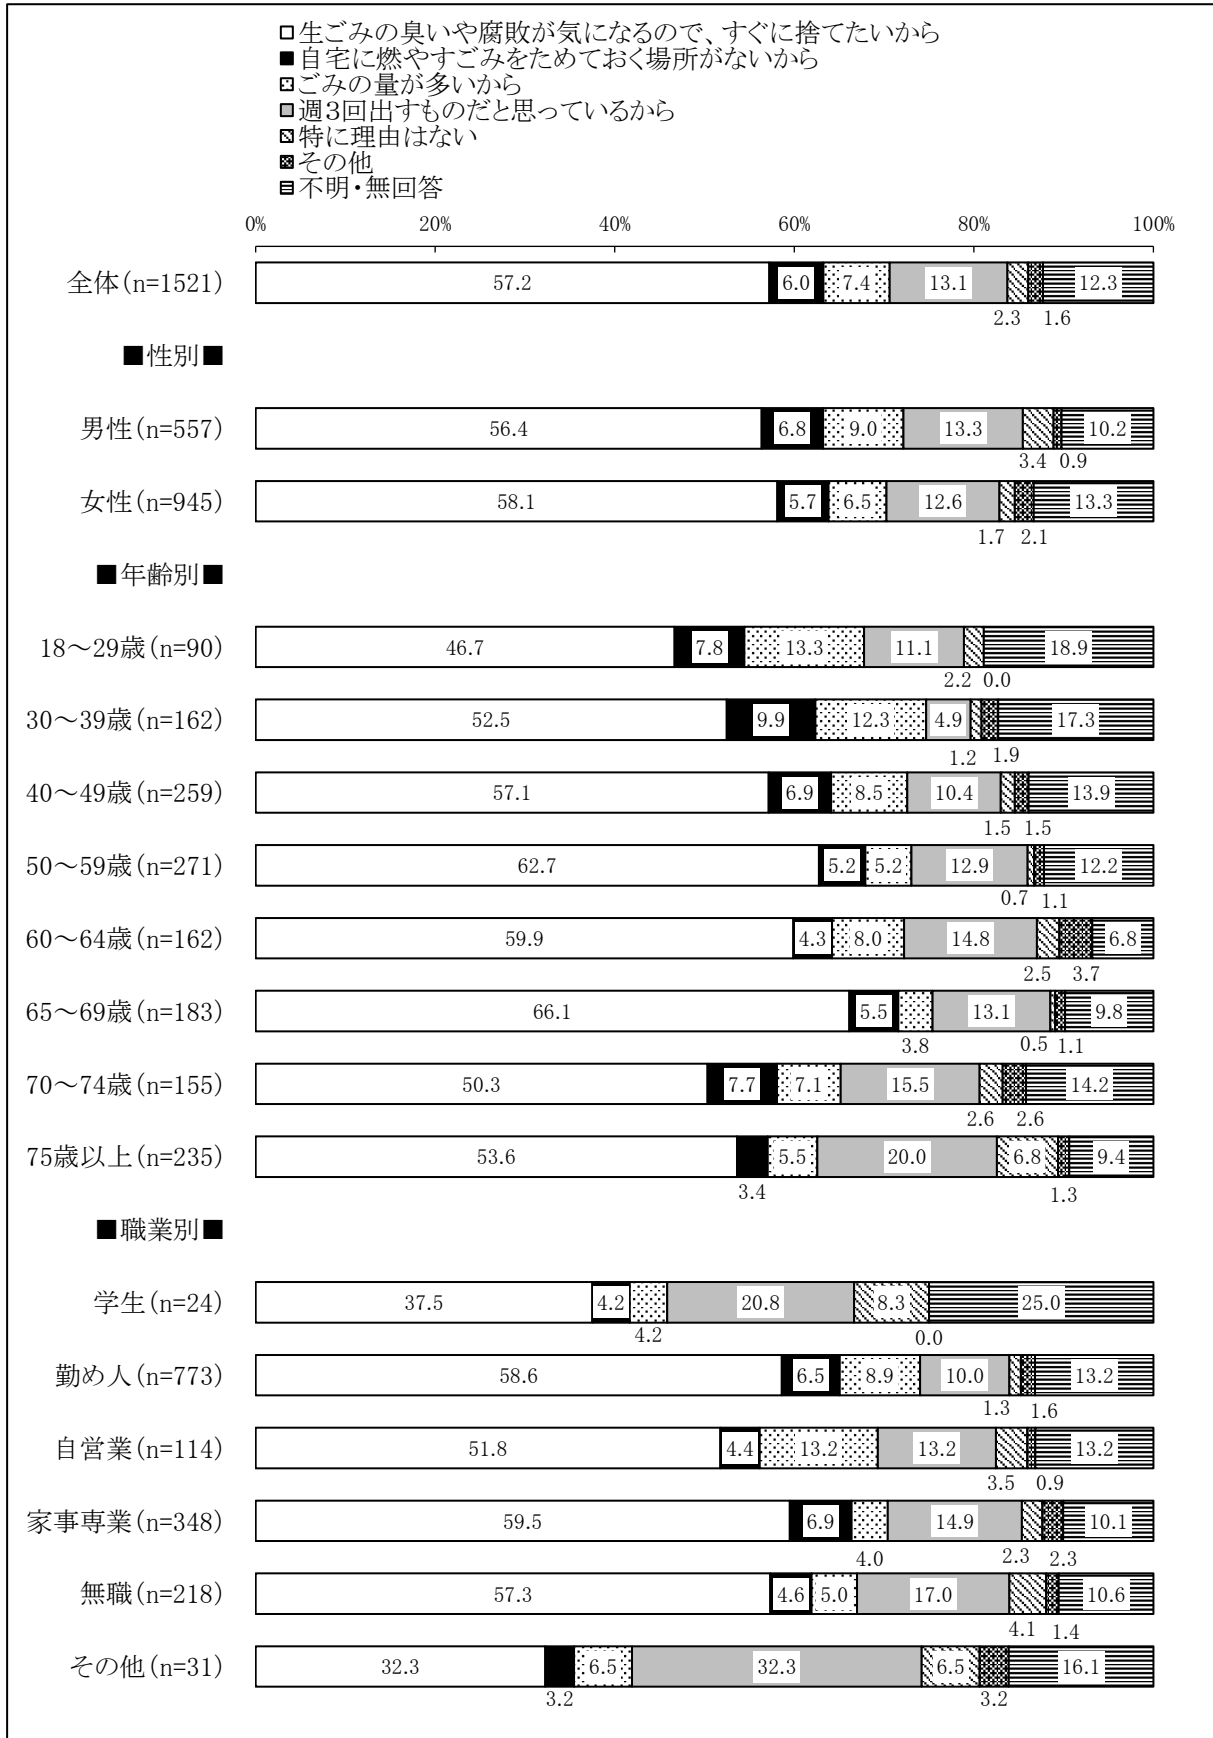 □生ごみの臭いや腐敗が気になるので、すぐに捨てたいから
■自宅に燃やすごみをためておく場所がないから
ごみの量が多いから
週3回出すものだと思っているから
特に理由はない
その他
不明・無回答
0% 20% 40% 60% 80% 100%
全体(n=1521) 57.2 6.0 7.4 13.1 12.3
2.3 1.6
■性別■
男性(n=557) 56.4 6.8 9.0 13.3 10.2
3.4 0.9
女性(n=945) 58.1 5.7 6.5 12.6 13.3
1.7 2.1
■年齢別■
18～29歳(n=90) 46.7 7.8 13.3 11.1 18.9
2.2 0.0
30～39歳(n=162) 52.5 9.9 12.3 4.9 17.3
1.2 1.9
40～49歳(n=259) 57.1 6.9 8.5 10.4 13.9
1.5 1.5
50～59歳(n=271) 62.7 5.2 5.2 12.9 12.2
0.7 1.1
60～64歳(n=162) 59.9 4.3 8.0 14.8 6.8
2.5 3.7
65～69歳(n=183) 66.1 5.5 13.1 9.8
3.8 0.5 1.1
70～74歳(n=155) 50.3 7.7 7.1 15.5 14.2
2.6 2.6
75歳以上(n=235) 53.6 5.5 20.0 6.8 9.4
3.4 1.3
■職業別■
学生(n=24) 37.5 4.2 20.8 8.3 25.0
4.2 0.0
勤め人(n=773) 58.6 6.5 8.9 10.0 13.2
1.3 1.6
自営業(n=114) 51.8 4.4 13.2 13.2 13.2
3.5 0.9
家事専業(n=348) 59.5 6.9 14.9 10.1
4.0 2.3 2.3
無職(n=218) 57.3 4.6 5.0 17.0 10.6
4.1 1.4
その他(n=31) 32.3 6.5 32.3 6.5 16.1
3.2 3.2